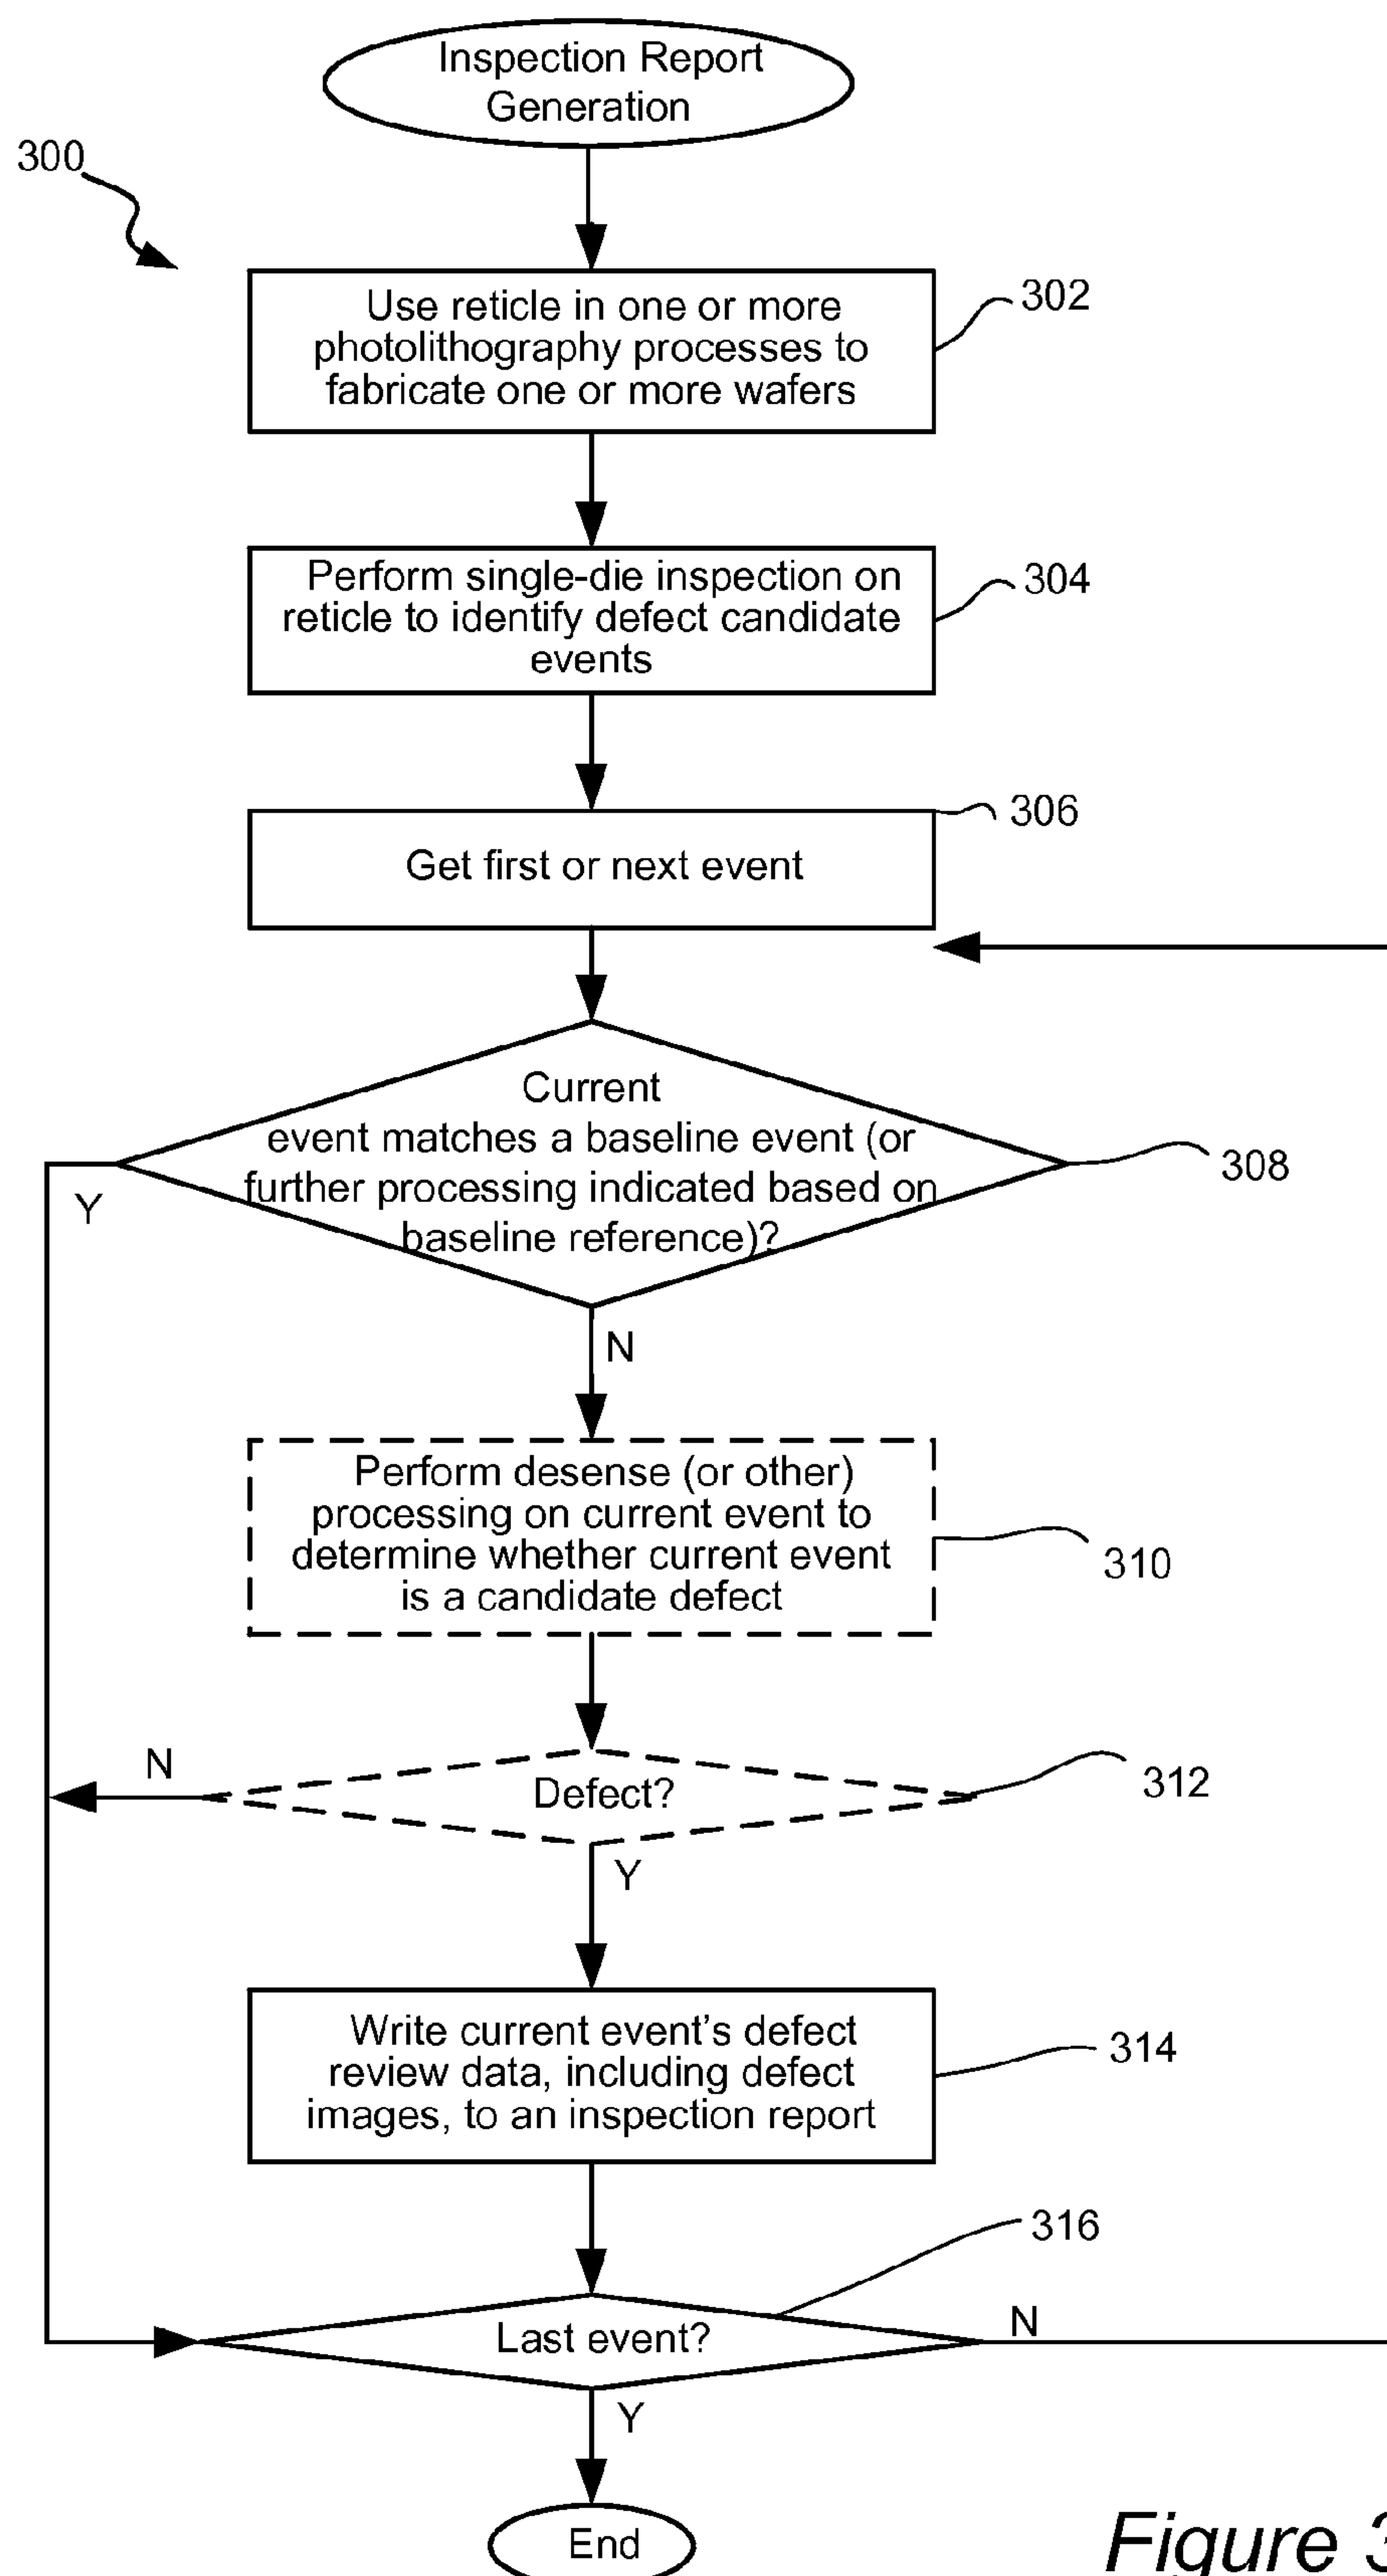 Inspection Report
Generation
300
Use reticle in one or more
photolithography processes to
fabricate one or more wafers
302
Perform single-die inspection on
reticle to identify defect candidate
events
304
Get first or next event
306
Current
event matches a baseline event (or
further processing indicated based on
baseline reference)?
308
Y
N
Perform desense (or other)
processing on current event to
determine whether current event
is a candidate defect
310
N
Defect?
312
Y
Write current event's defect
review data, including defect
images, to an inspection report
314
316
Last event?
N
Y
End
Figure 3